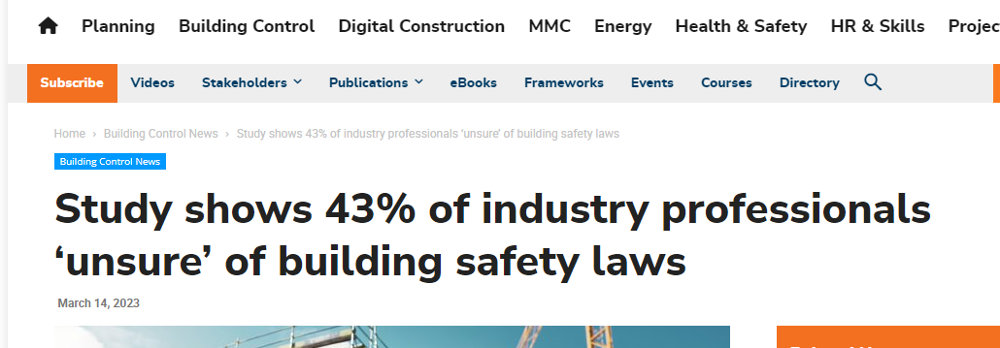 Planning Building Control Digital Construction MMC Energy Health & Safety HR & Skills Projec
Subscribe Videos Stakeholders Publications eBooks Frameworks Events Courses Directory
Home › Building Control News › Study shows 43% of industry professionals ‘unsure’ of building safety laws
Building Control News
Study shows 43% of industry professionals
‘unsure’ of building safety laws
March 14, 2023